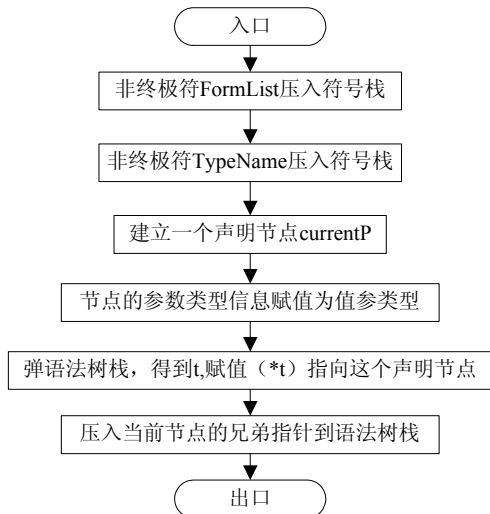 入口
非终极符FormList压入符号栈
非终极符TypeName压入符号栈
建立一个声明节点currentP
节点的参数类型信息赋值为值参类型
弹语法树栈，得到t,赋值（*t）指向这个声明节点
压入当前节点的兄弟指针到语法树栈
出口